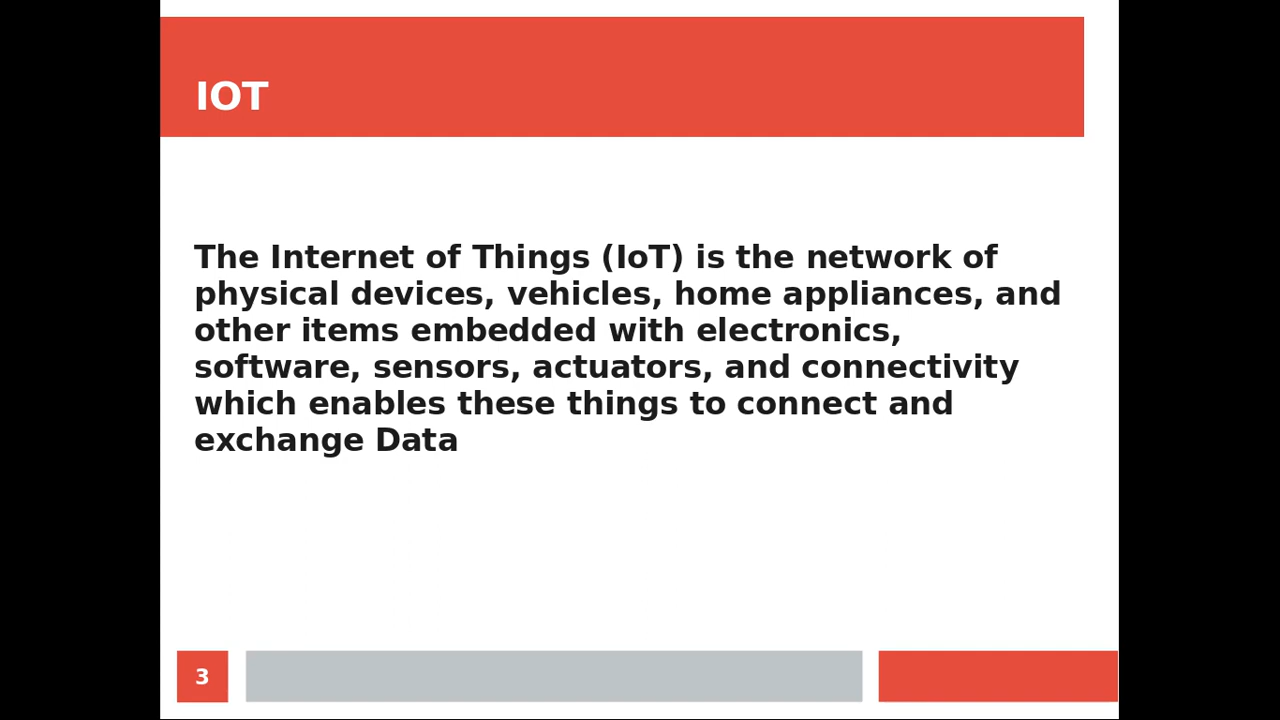 IOT
The Internet of Things (IoT) is the network of
physical devices, vehicles, home appliances, and
other items embedded with electronics,
software, sensors, actuators, and connectivity
which enables these things to connect and
exchange Data
3